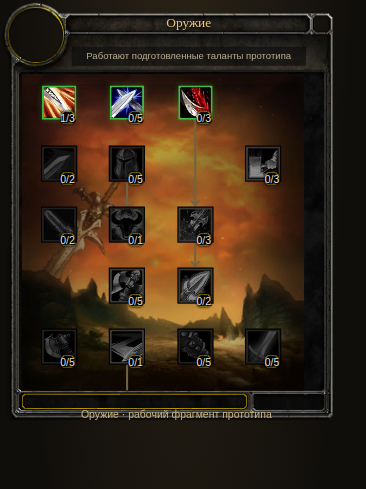 Оружие
Работают подготовленные таланты прототипа
1/3 0/5 0/3
0/2 0/5 0/3
0/2 0/1 0/3
0/5 0/2
0/5 0/1 0/5 0/5
Оружие · рабочий фрагмент прототипа